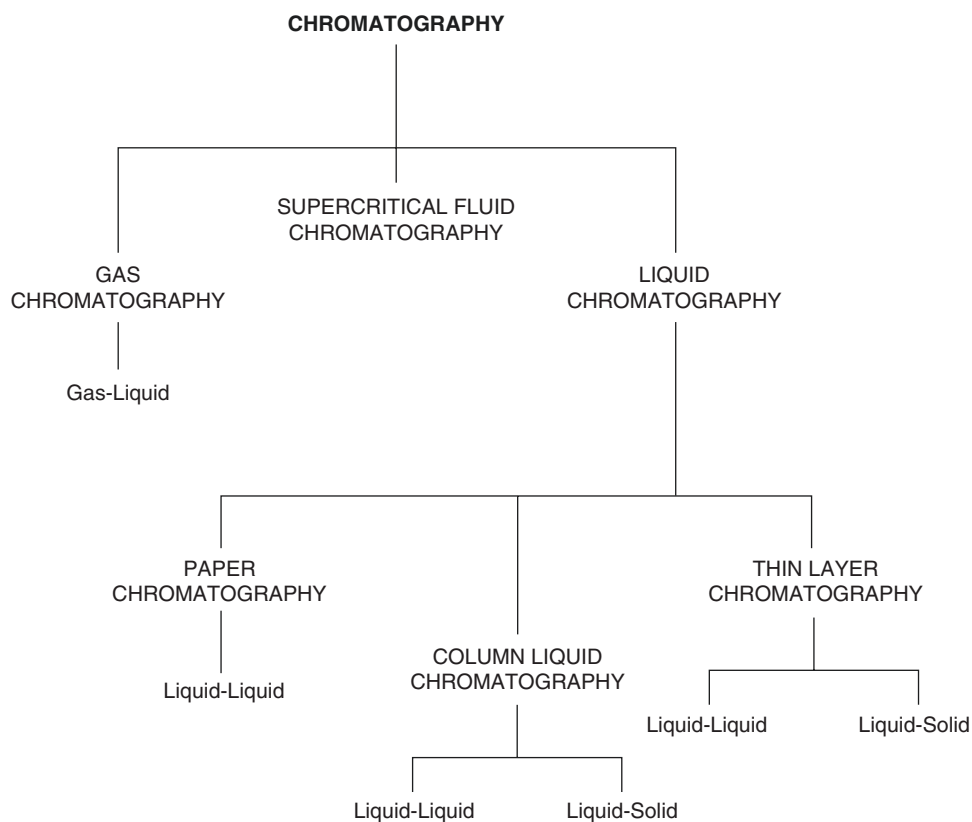 CHROMATOGRAPHY
SUPERCRITICAL FLUID
CHROMATOGRAPHY
GAS
CHROMATOGRAPHY
LIQUID
CHROMATOGRAPHY
Gas-Liquid
PAPER
CHROMATOGRAPHY
THIN LAYER
CHROMATOGRAPHY
COLUMN LIQUID
CHROMATOGRAPHY
Liquid-Liquid
Liquid-Liquid
Liquid-Solid
Liquid-Liquid
Liquid-Solid